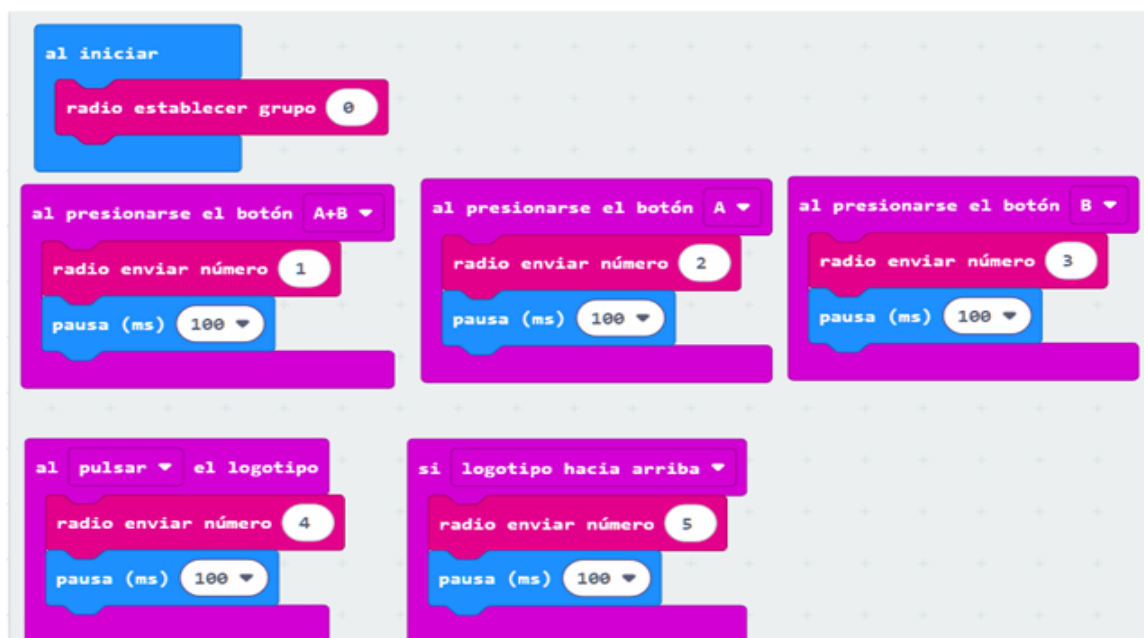 al iniciar
radio establecer grupo 0
al presionarse el botón A+B
radio enviar número 1
pausa (ms) 100
al presionarse el botón A
radio enviar número 2
pausa (ms) 100
al presionarse el botón B
radio enviar número 3
pausa (ms) 100
al pulsar el logotipo
radio enviar número 4
pausa (ms) 100
si logotipo hacia arriba
radio enviar número 5
pausa (ms) 100